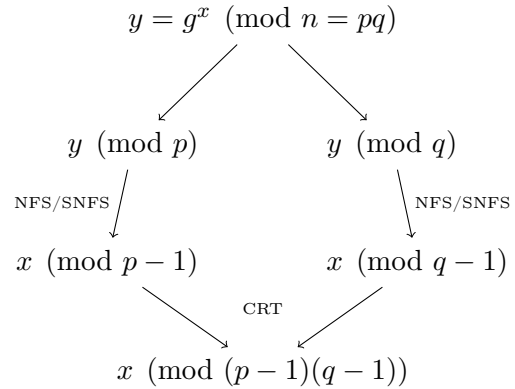 y = g^x (mod n = pq)
y (mod p) y (mod q)
NFS/SNFS NFS/SNFS
x (mod p − 1) x (mod q − 1)
CRT
x (mod (p − 1)(q − 1))